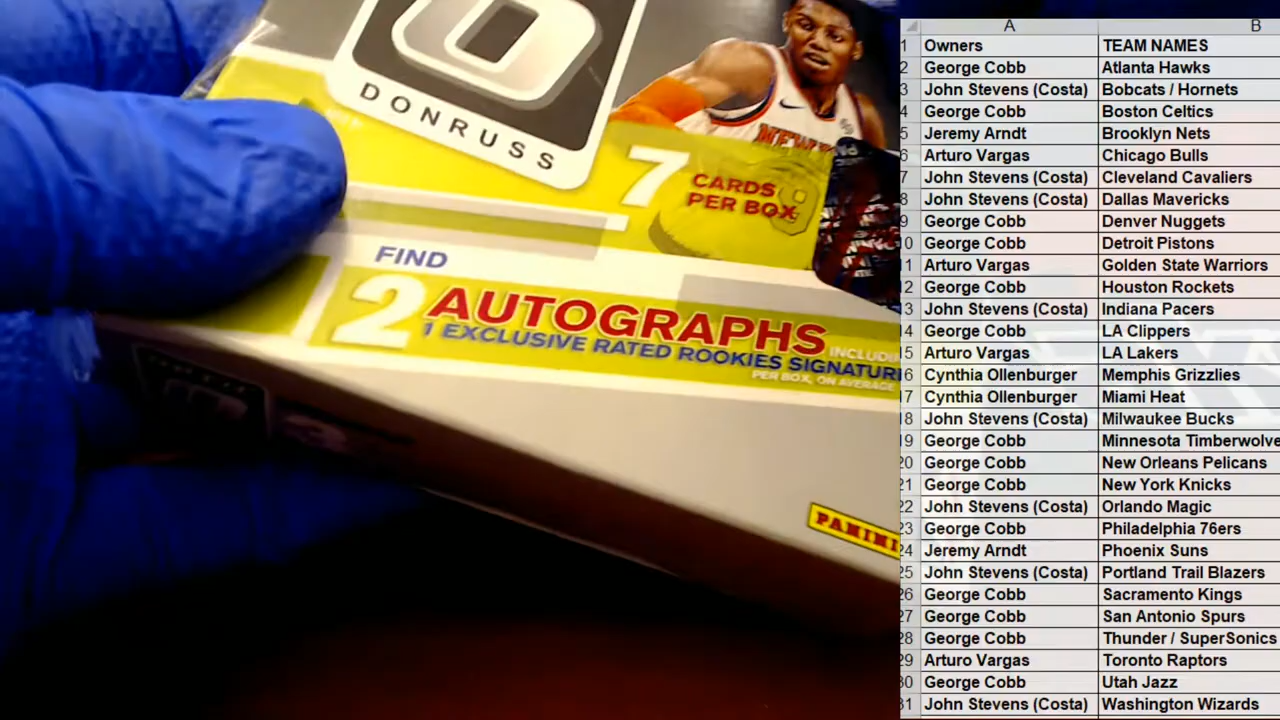 DONRUSS
NEW
7 CARDS
PER BOX
FIND
2 AUTOGRAPHS
1 EXCLUSIVE RATED ROOKIES SIGNATUR
INCLUDI
PER BOX, ON AVERAGE
PANINI
A B
1 Owners TEAM NAMES
2 George Cobb Atlanta Hawks
3 John Stevens (Costa) Bobcats / Hornets
4 George Cobb Boston Celtics
5 Jeremy Arndt Brooklyn Nets
6 Arturo Vargas Chicago Bulls
7 John Stevens (Costa) Cleveland Cavaliers
8 John Stevens (Costa) Dallas Mavericks
9 George Cobb Denver Nuggets
10 George Cobb Detroit Pistons
11 Arturo Vargas Golden State Warriors
12 George Cobb Houston Rockets
13 John Stevens (Costa) Indiana Pacers
14 George Cobb LA Clippers
15 Arturo Vargas LA Lakers
16 Cynthia Ollenburger Memphis Grizzlies
17 Cynthia Ollenburger Miami Heat
18 John Stevens (Costa) Milwaukee Bucks
19 George Cobb Minnesota Timberwolve
20 George Cobb New Orleans Pelicans
21 George Cobb New York Knicks
22 John Stevens (Costa) Orlando Magic
23 George Cobb Philadelphia 76ers
24 Jeremy Arndt Phoenix Suns
25 John Stevens (Costa) Portland Trail Blazers
26 George Cobb Sacramento Kings
27 George Cobb San Antonio Spurs
28 George Cobb Thunder / SuperSonics
29 Arturo Vargas Toronto Raptors
30 George Cobb Utah Jazz
31 John Stevens (Costa) Washington Wizards